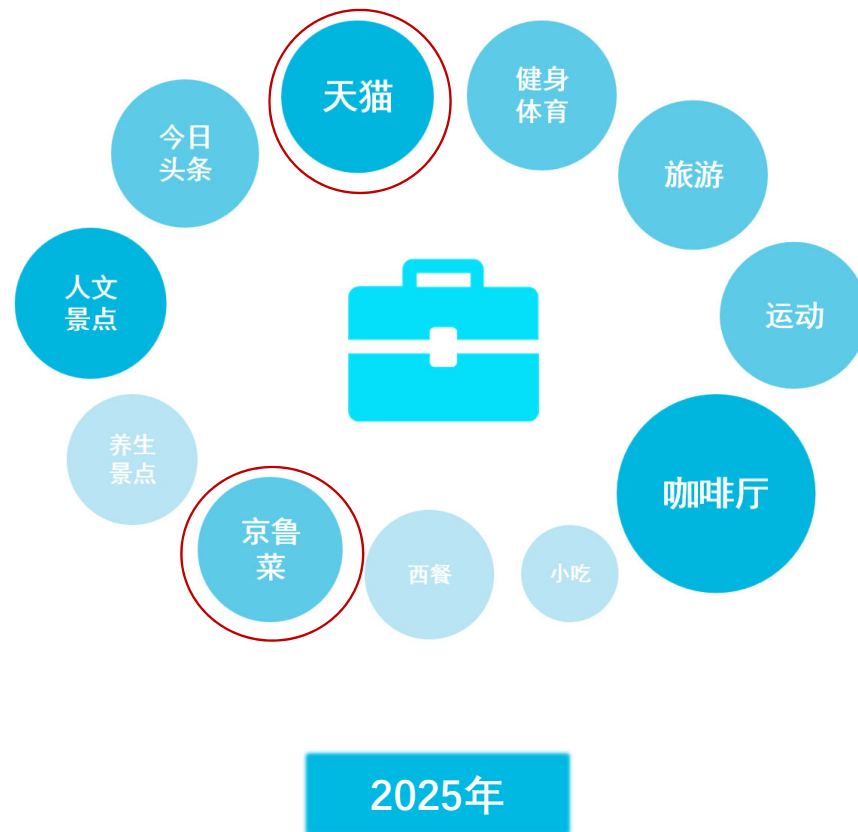 天猫
健身
体育
今日
头条
旅游
人文
景点
运动
养生
景点
咖啡厅
京鲁
菜
西餐
小吃
2025年